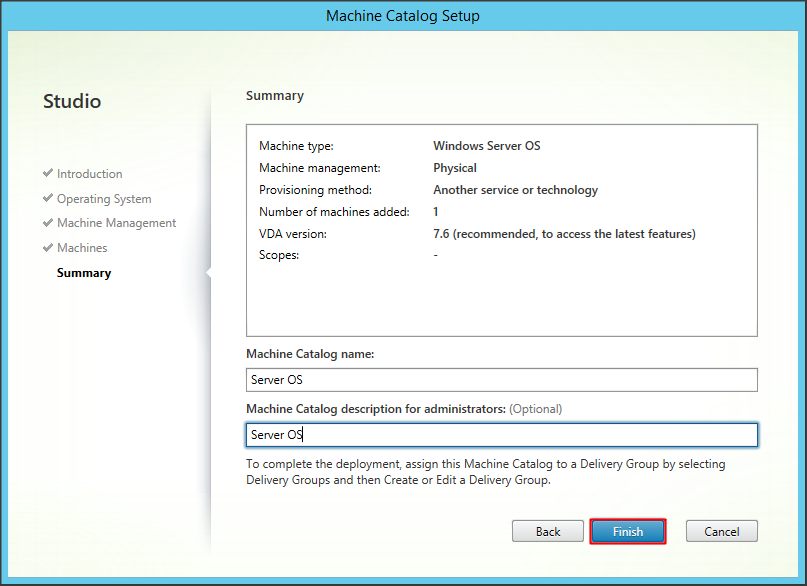 Machine Catalog Setup
Studio
Introduction
Operating System
Machine Management
Machines
Summary
Summary
Machine type: Windows Server OS
Machine management: Physical
Provisioning method: Another service or technology
Number of machines added: 1
VDA version: 7.6 (recommended, to access the latest features)
Scopes: -
Machine Catalog name:
Server OS
Machine Catalog description for administrators: (Optional)
Server OS
To complete the deployment, assign this Machine Catalog to a Delivery Group by selecting
Delivery Groups and then Create or Edit a Delivery Group.
Back Finish Cancel